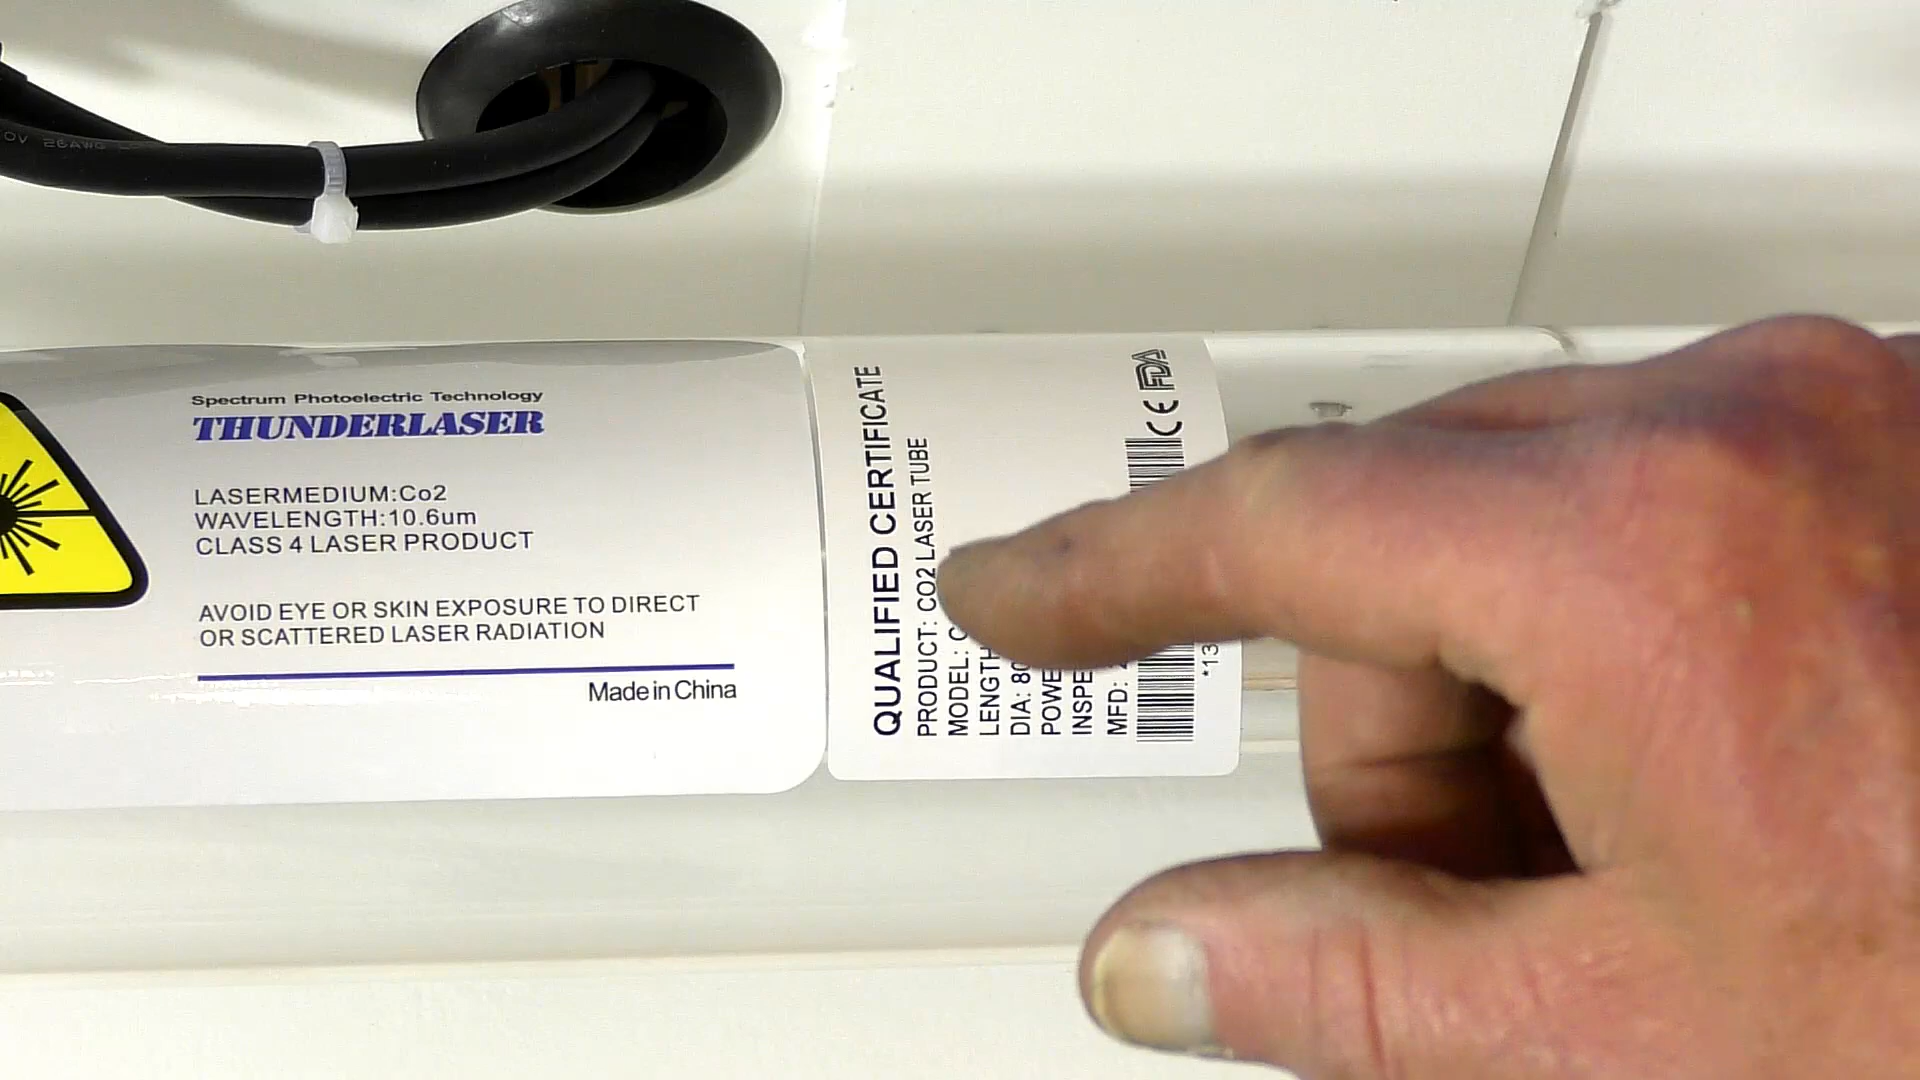 26AWG
Spectrum Photoelectric Technology
THUNDERLASER
LASERMEDIUM:Co2
WAVELENGTH:10.6um
CLASS 4 LASER PRODUCT
AVOID EYE OR SKIN EXPOSURE TO DIRECT
OR SCATTERED LASER RADIATION
Made in China
QUALIFIED CERTIFICATE
PRODUCT: CO2 LASER TUBE
MODEL: C
LENGTH
DIA: 80
POWE
INSPE
MFD:
*13
CE FDA